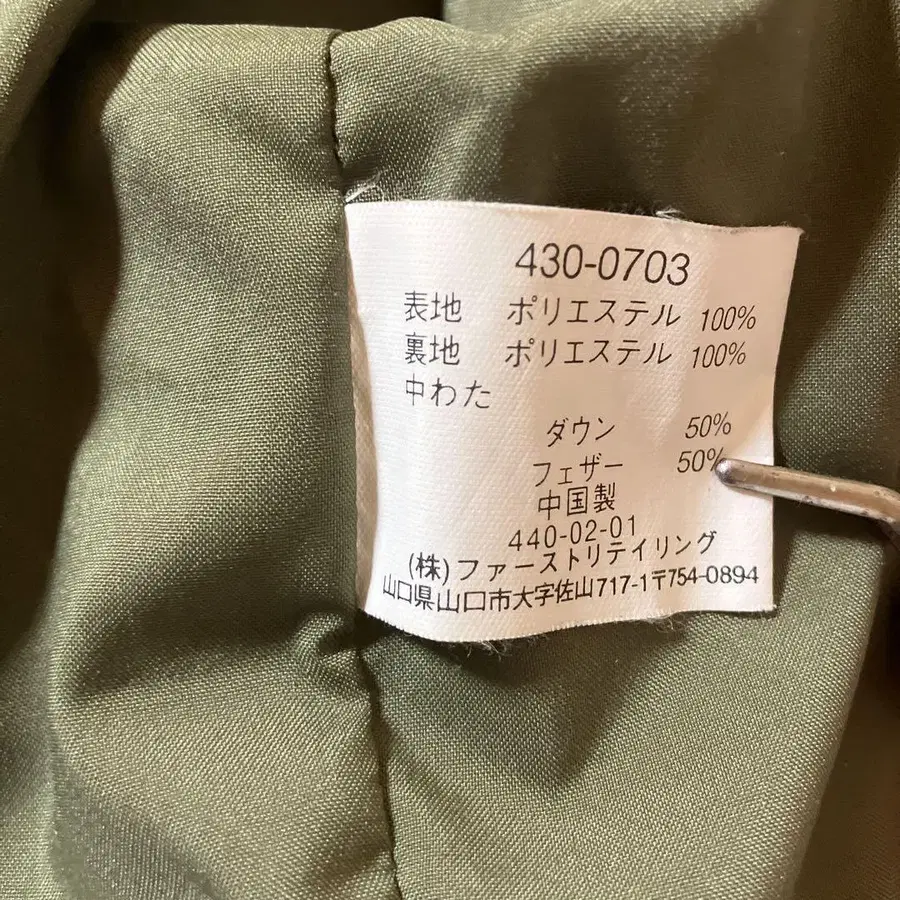 430-0703
表地 ポリエステル 100%
裏地 ポリエステル 100%
中わた
ダウン 50%
フェザー 50%
中国製
440-02-01
(株)ファーストリテイリング
山口県山口市大字佐山717-1〒754-0894